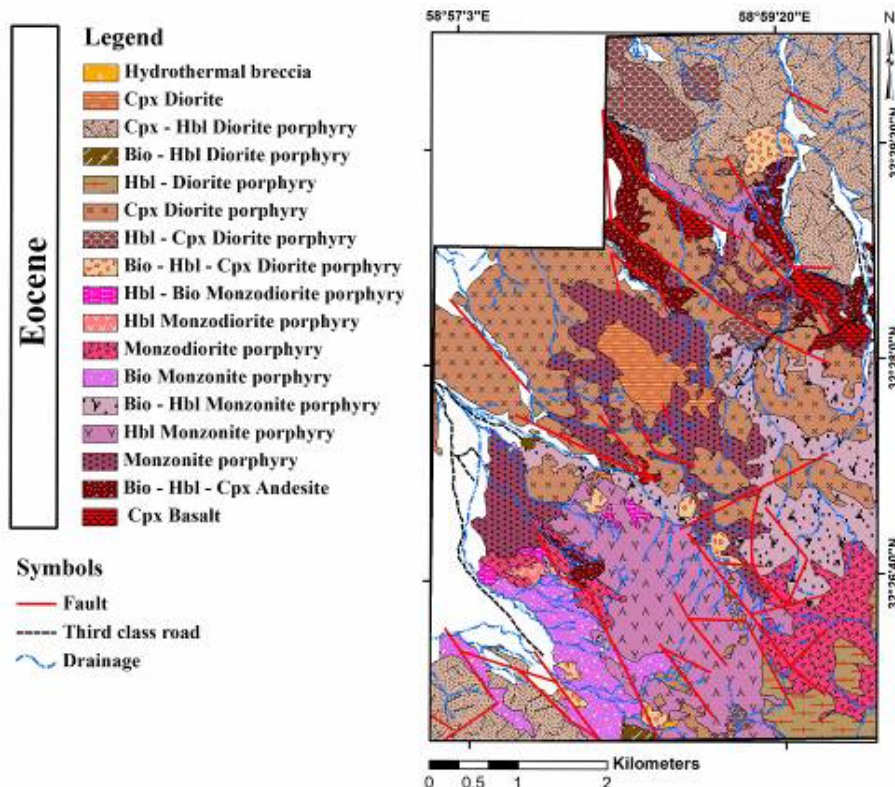 58°57'3"E
58°59'20"E
N
Legend
Hydrothermal breccia
Cpx Diorite
Cpx - Hbl Diorite porphyry
Bio - Hbl Diorite porphyry
Hbl - Diorite porphyry
Cpx Diorite porphyry
Hbl - Cpx Diorite porphyry
Bio - Hbl - Cpx Diorite porphyry
Hbl - Bio Monzodiorite porphyry
Hbl Monzodiorite porphyry
Monzodiorite porphyry
Bio Monzonite porphyry
Bio - Hbl Monzonite porphyry
Hbl Monzonite porphyry
Monzonite porphyry
Bio - Hbl - Cpx Andesite
Cpx Basalt
Eocene
Symbols
Fault
Third class road
Drainage
Kilometers
0 0.5 1 2